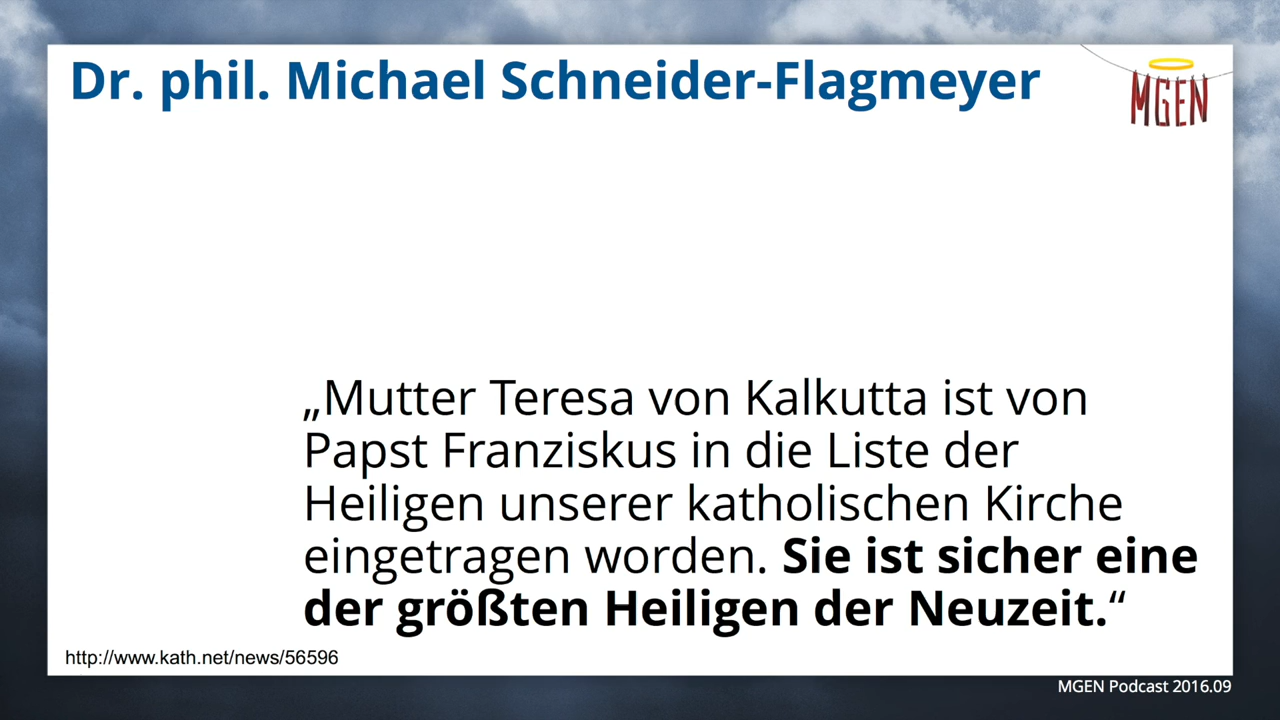 Dr. phil. Michael Schneider-Flagmeyer
MGEN
„Mutter Teresa von Kalkutta ist von
Papst Franziskus in die Liste der
Heiligen unserer katholischen Kirche
eingetragen worden. Sie ist sicher eine
der größten Heiligen der Neuzeit.“
http://www.kath.net/news/56596
MGEN Podcast 2016.09